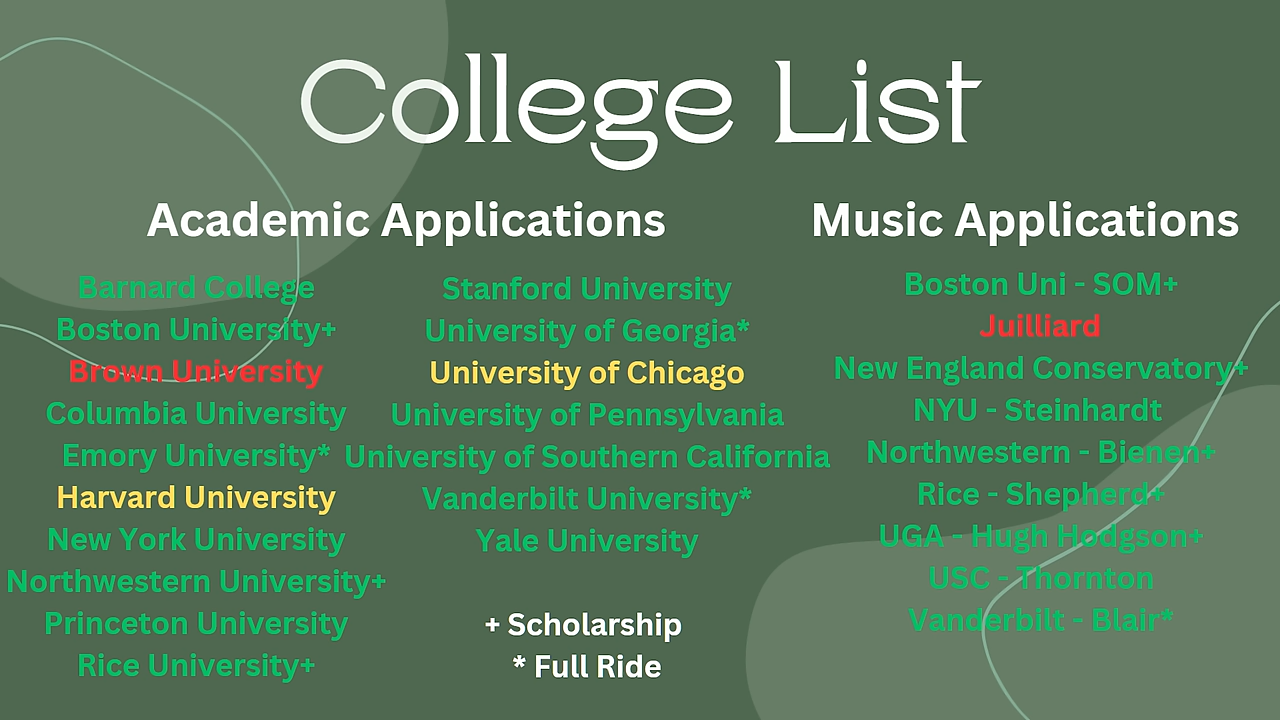 College List
Academic Applications
Barnard College
Boston University+
Brown University
Columbia University
Emory University*
Harvard University
New York University
Northwestern University+
Princeton University
Rice University+
Stanford University
University of Georgia*
University of Chicago
University of Pennsylvania
University of Southern California
Vanderbilt University*
Yale University
+ Scholarship
* Full Ride
Music Applications
Boston Uni - SOM+
Juilliard
New England Conservatory+
NYU - Steinhardt
Northwestern - Bienen+
Rice - Shepherd+
UGA - Hugh Hodgson+
USC - Thornton
Vanderbilt - Blair*